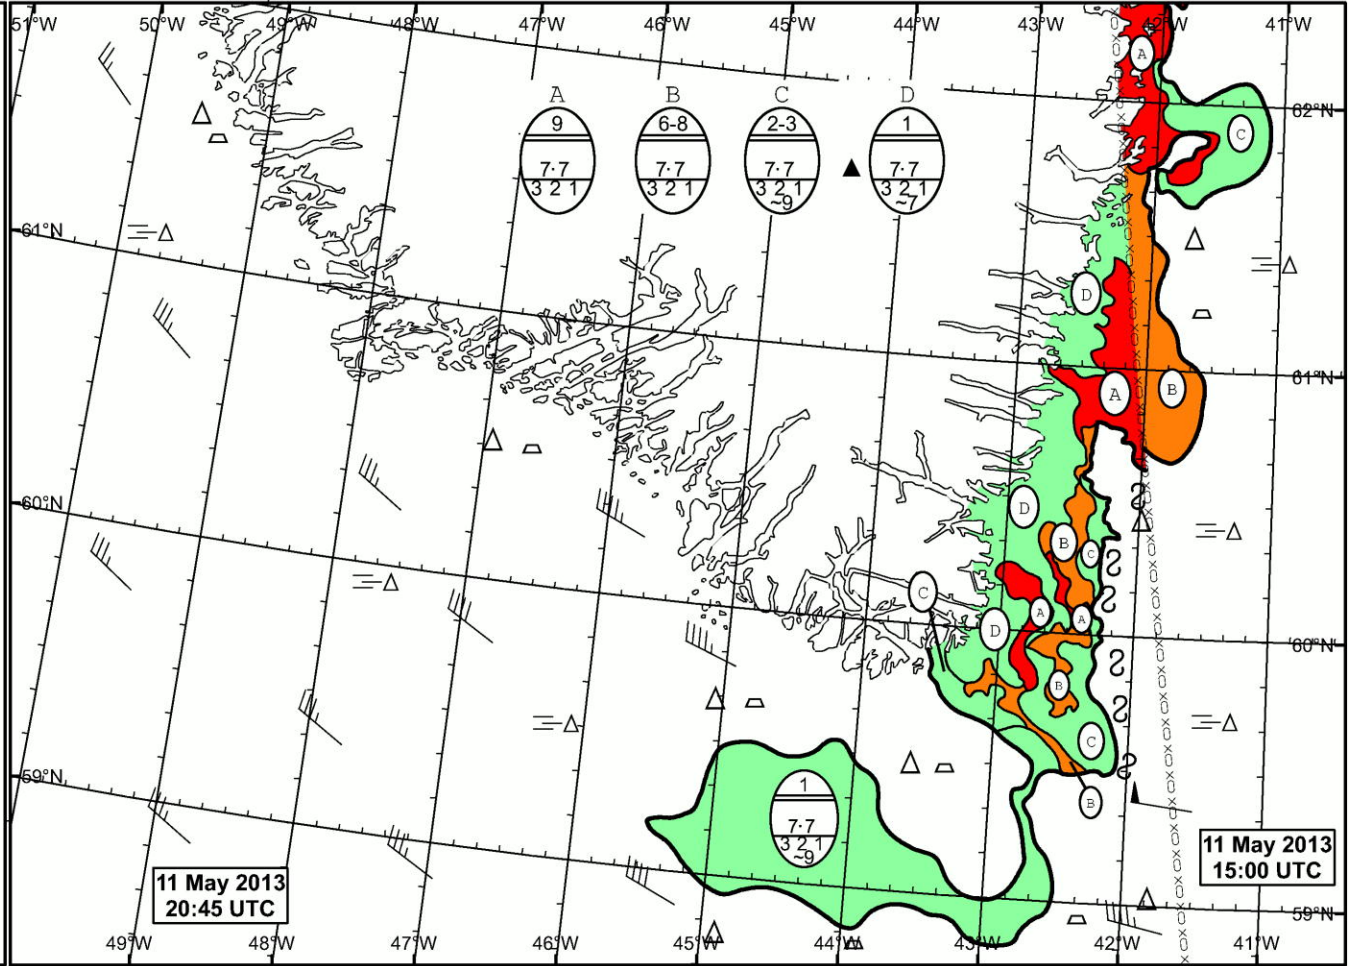 51°W 50°W 49°W 48°W 47°W 46°W 45°W 44°W 43°W 42°W 41°W
A B C D
9 6-8 2-3 1
7·7 7·7 7·7 7·7
3 2 1 3 2 1 3 2 1 3 2 1
~9 ~7
A
62°N
C
61°N
D
61°N
A B
60°N
D
B C
C
A A
D
60°N
B
C
59°N
1
7·7
3 2 1
~9
B
11 May 2013
15:00 UTC
11 May 2013
20:45 UTC
59°N
49°W 48°W 47°W 46°W 45°W 44°W 43°W 42°W 41°W